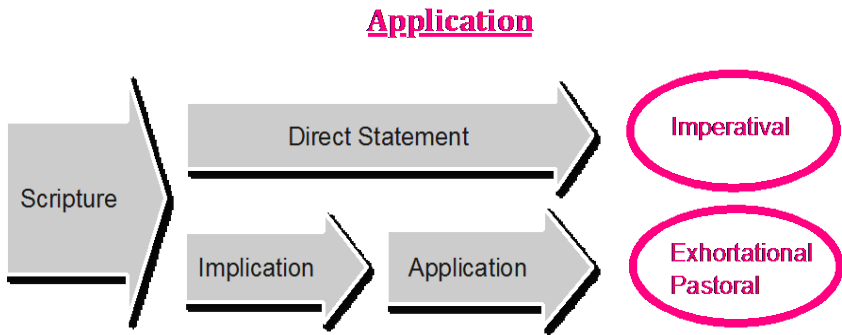 Application
Direct Statement
Imperatival
Scripture
Implication
Application
Exhortational
Pastoral